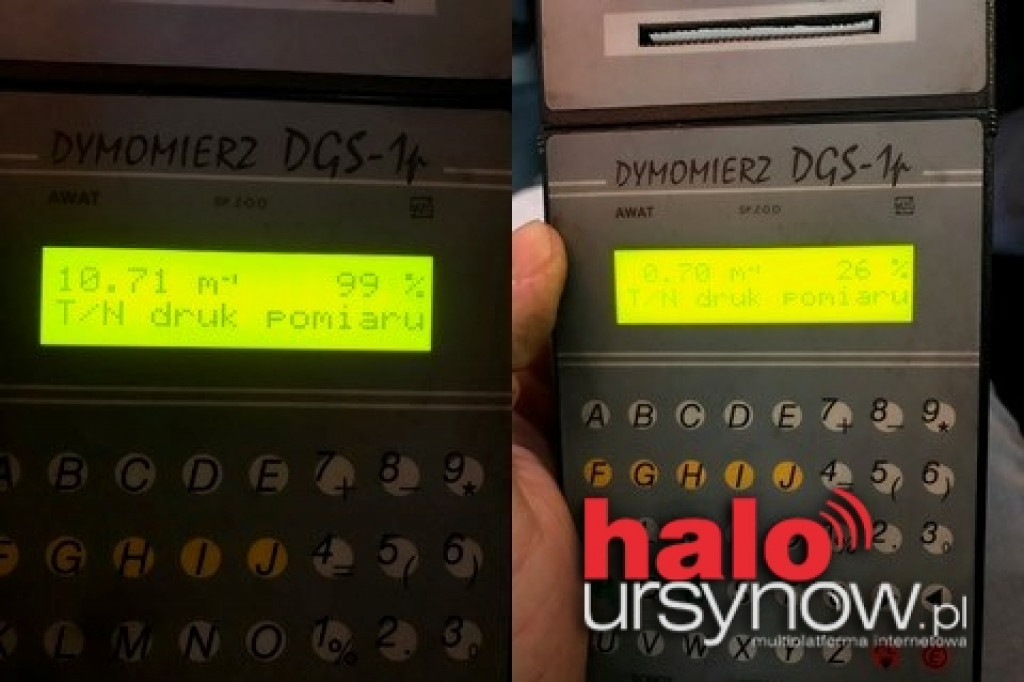 DYMOMIERZ DGS-1p
AWAT SP.Z O.O
10.71 m⁻¹ 99 %
T/N druk pomiaru
A B C D E 7+ 8- 9*
F G H I J 4= 5( 6)
K L M N O 1% 2. 3
DYMOMIERZ DGS-1p
AWAT SP.Z O.O
0.70 m⁻¹ 26 %
T/N druk pomiaru
A B C D E 7+ 8- 9*
F G H I J 4= 5( 6)
2. 3
U V W X Y Z
halo
ursynow.pl
multiplatforma internetowa